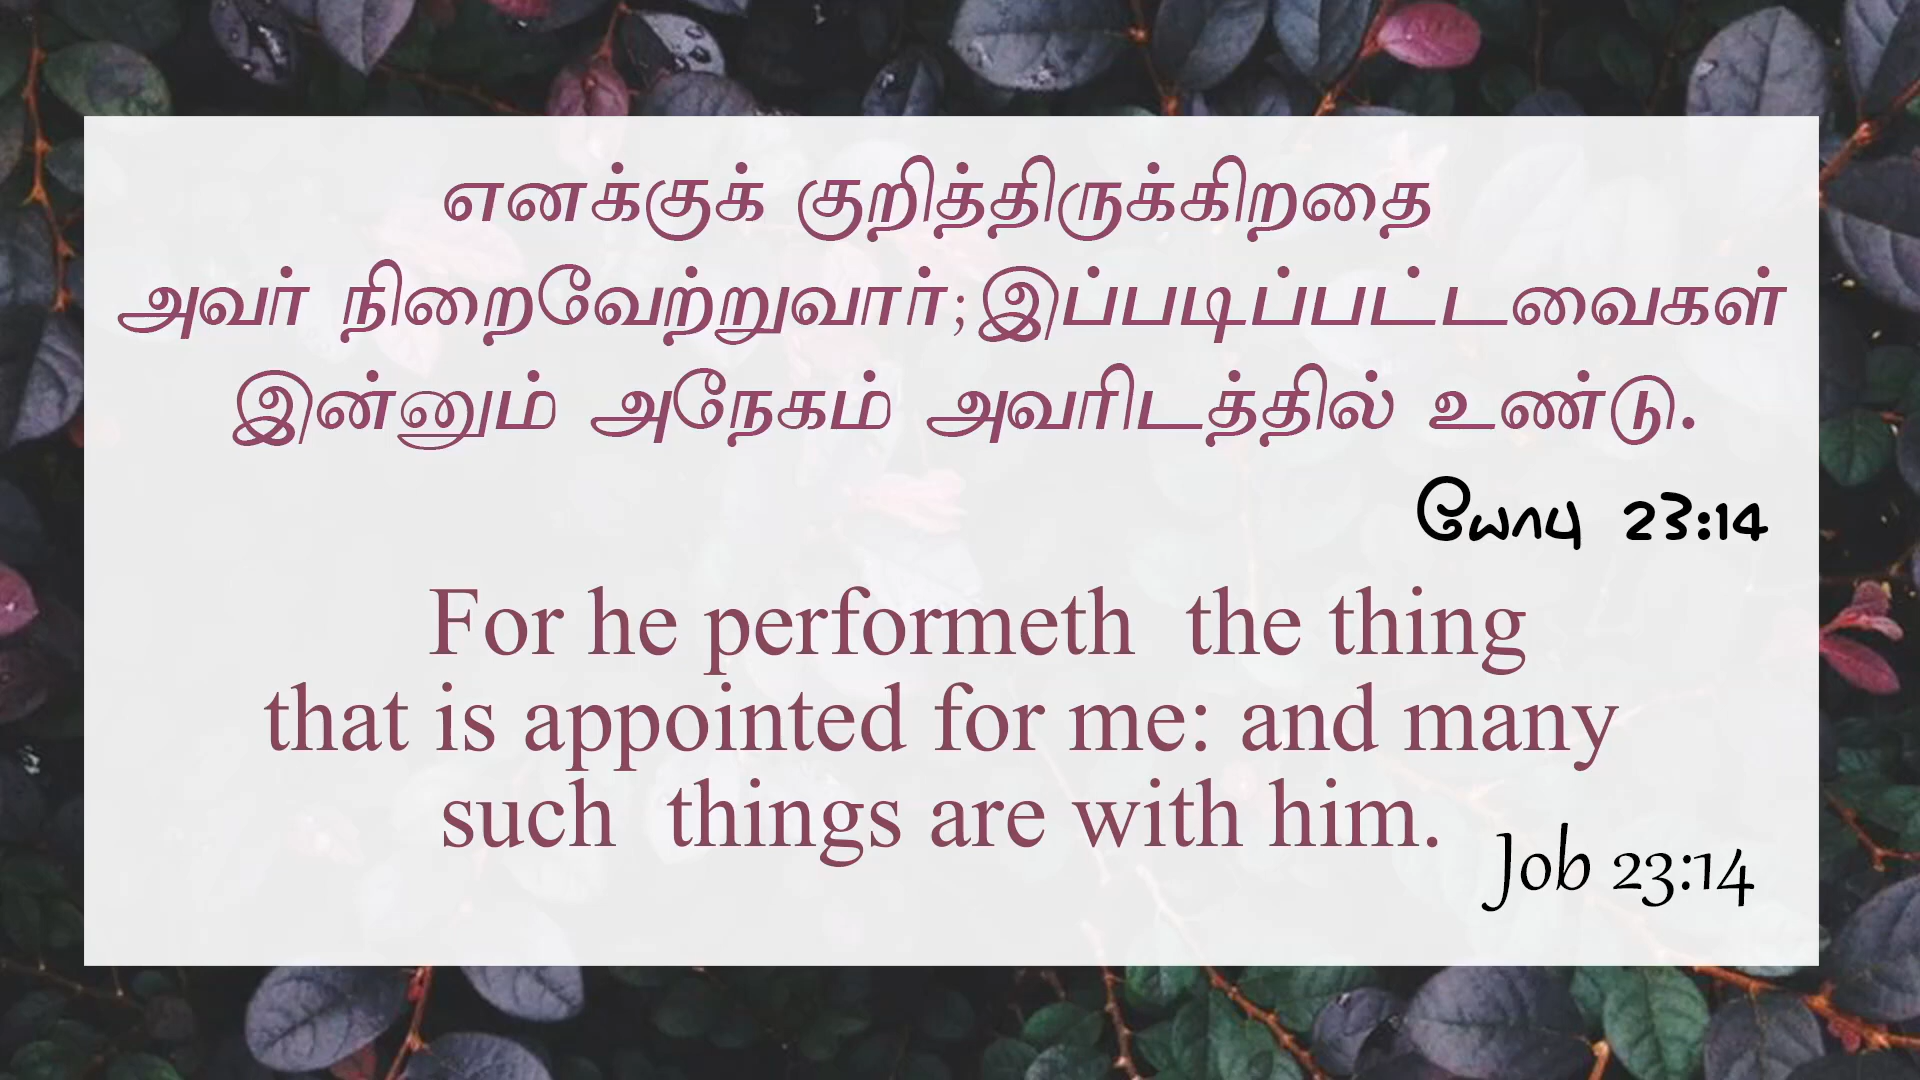 எனக்குக் குறித்திருக்கிறதை
அவர் நிறைவேற்றுவார்;இப்படிப்பட்டவைகள்
இன்னும் அநேகம் அவரிடத்தில் உண்டு.
யோபு 23:14
For he performeth the thing
that is appointed for me: and many
such things are with him.
Job 23:14